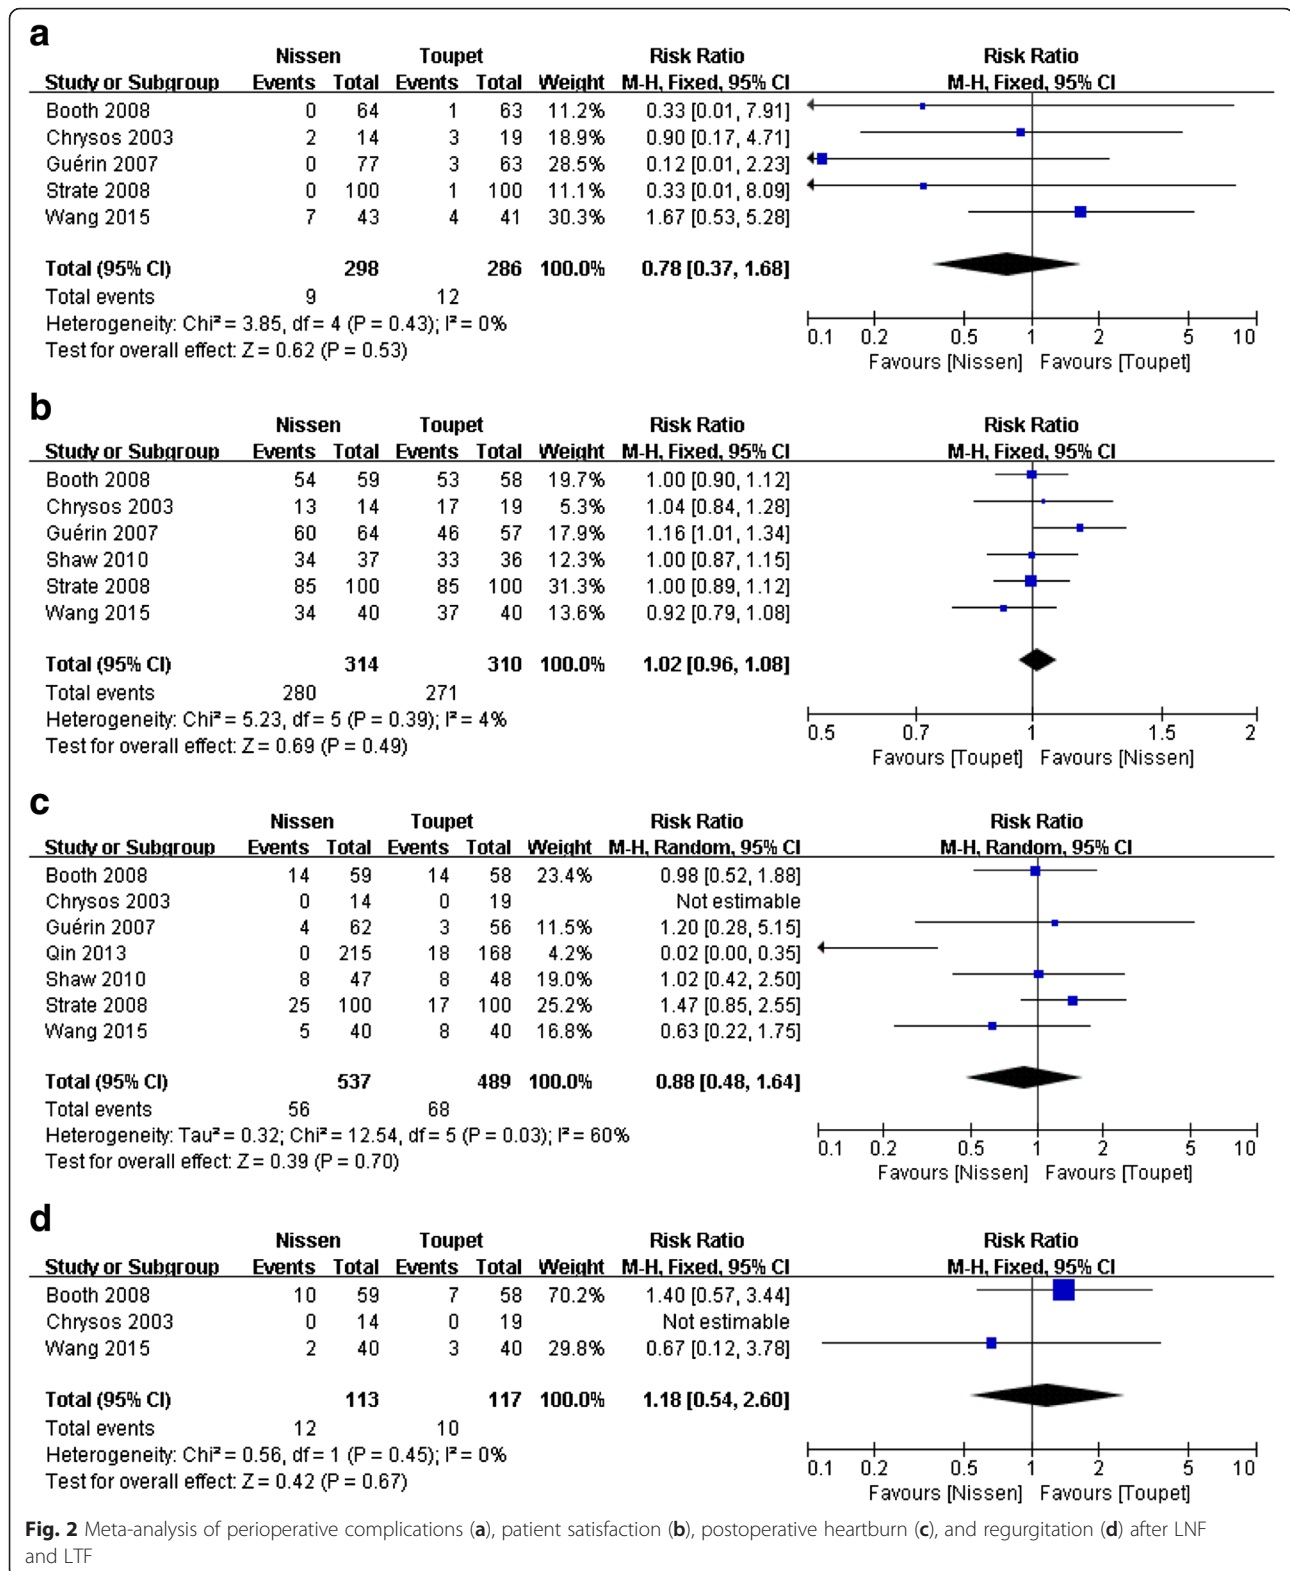 a
Nissen Toupet Risk Ratio Risk Ratio
Study or Subgroup Events Total Events Total Weight M-H, Fixed, 95% CI M-H, Fixed, 95% CI
Booth 2008 0 64 1 63 11.2% 0.33 [0.01, 7.91]
Chrysos 2003 2 14 3 19 18.9% 0.90 [0.17, 4.71]
Guérin 2007 0 77 3 63 28.5% 0.12 [0.01, 2.23]
Strate 2008 0 100 1 100 11.1% 0.33 [0.01, 8.09]
Wang 2015 7 43 4 41 30.3% 1.67 [0.53, 5.28]
Total (95% CI) 298 286 100.0% 0.78 [0.37, 1.68]
Total events 9 12
Heterogeneity: Chi² = 3.85, df = 4 (P = 0.43); I² = 0%
Test for overall effect: Z = 0.62 (P = 0.53)
0.1 0.2 0.5 1 2 5 10
Favours [Nissen] Favours [Toupet]
b
Nissen Toupet Risk Ratio Risk Ratio
Study or Subgroup Events Total Events Total Weight M-H, Fixed, 95% CI M-H, Fixed, 95% CI
Booth 2008 54 59 53 58 19.7% 1.00 [0.90, 1.12]
Chrysos 2003 13 14 17 19 5.3% 1.04 [0.84, 1.28]
Guérin 2007 60 64 46 57 17.9% 1.16 [1.01, 1.34]
Shaw 2010 34 37 33 36 12.3% 1.00 [0.87, 1.15]
Strate 2008 85 100 85 100 31.3% 1.00 [0.89, 1.12]
Wang 2015 34 40 37 40 13.6% 0.92 [0.79, 1.08]
Total (95% CI) 314 310 100.0% 1.02 [0.96, 1.08]
Total events 280 271
Heterogeneity: Chi² = 5.23, df = 5 (P = 0.39); I² = 4%
Test for overall effect: Z = 0.69 (P = 0.49)
0.5 0.7 1 1.5 2
Favours [Toupet] Favours [Nissen]
c
Nissen Toupet Risk Ratio Risk Ratio
Study or Subgroup Events Total Events Total Weight M-H, Random, 95% CI M-H, Random, 95% CI
Booth 2008 14 59 14 58 23.4% 0.98 [0.52, 1.88]
Chrysos 2003 0 14 0 19 Not estimable
Guérin 2007 4 62 3 56 11.5% 1.20 [0.28, 5.15]
Qin 2013 0 215 18 168 4.2% 0.02 [0.00, 0.35]
Shaw 2010 8 47 8 48 19.0% 1.02 [0.42, 2.50]
Strate 2008 25 100 17 100 25.2% 1.47 [0.85, 2.55]
Wang 2015 5 40 8 40 16.8% 0.63 [0.22, 1.75]
Total (95% CI) 537 489 100.0% 0.88 [0.48, 1.64]
Total events 56 68
Heterogeneity: Tau² = 0.32; Chi² = 12.54, df = 5 (P = 0.03); I² = 60%
Test for overall effect: Z = 0.39 (P = 0.70)
0.1 0.2 0.5 1 2 5 10
Favours [Nissen] Favours [Toupet]
d
Nissen Toupet Risk Ratio Risk Ratio
Study or Subgroup Events Total Events Total Weight M-H, Fixed, 95% CI M-H, Fixed, 95% CI
Booth 2008 10 59 7 58 70.2% 1.40 [0.57, 3.44]
Chrysos 2003 0 14 0 19 Not estimable
Wang 2015 2 40 3 40 29.8% 0.67 [0.12, 3.78]
Total (95% CI) 113 117 100.0% 1.18 [0.54, 2.60]
Total events 12 10
Heterogeneity: Chi² = 0.56, df = 1 (P = 0.45); I² = 0%
Test for overall effect: Z = 0.42 (P = 0.67)
0.1 0.2 0.5 1 2 5 10
Favours [Nissen] Favours [Toupet]
Fig. 2 Meta-analysis of perioperative complications (a), patient satisfaction (b), postoperative heartburn (c), and regurgitation (d) after LNF
and LTF